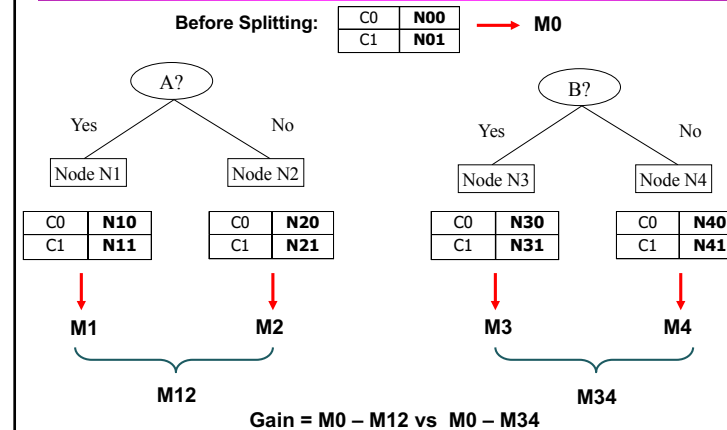 Before Splitting: C0 N00 M0
C1 N01
A? B?
Yes No Yes No
Node N1 Node N2 Node N3 Node N4
C0 N10 C0 N20 C0 N30 C0 N40
C1 N11 C1 N21 C1 N31 C1 N41
M1 M2 M3 M4
M12 M34
Gain = M0 – M12 vs M0 – M34